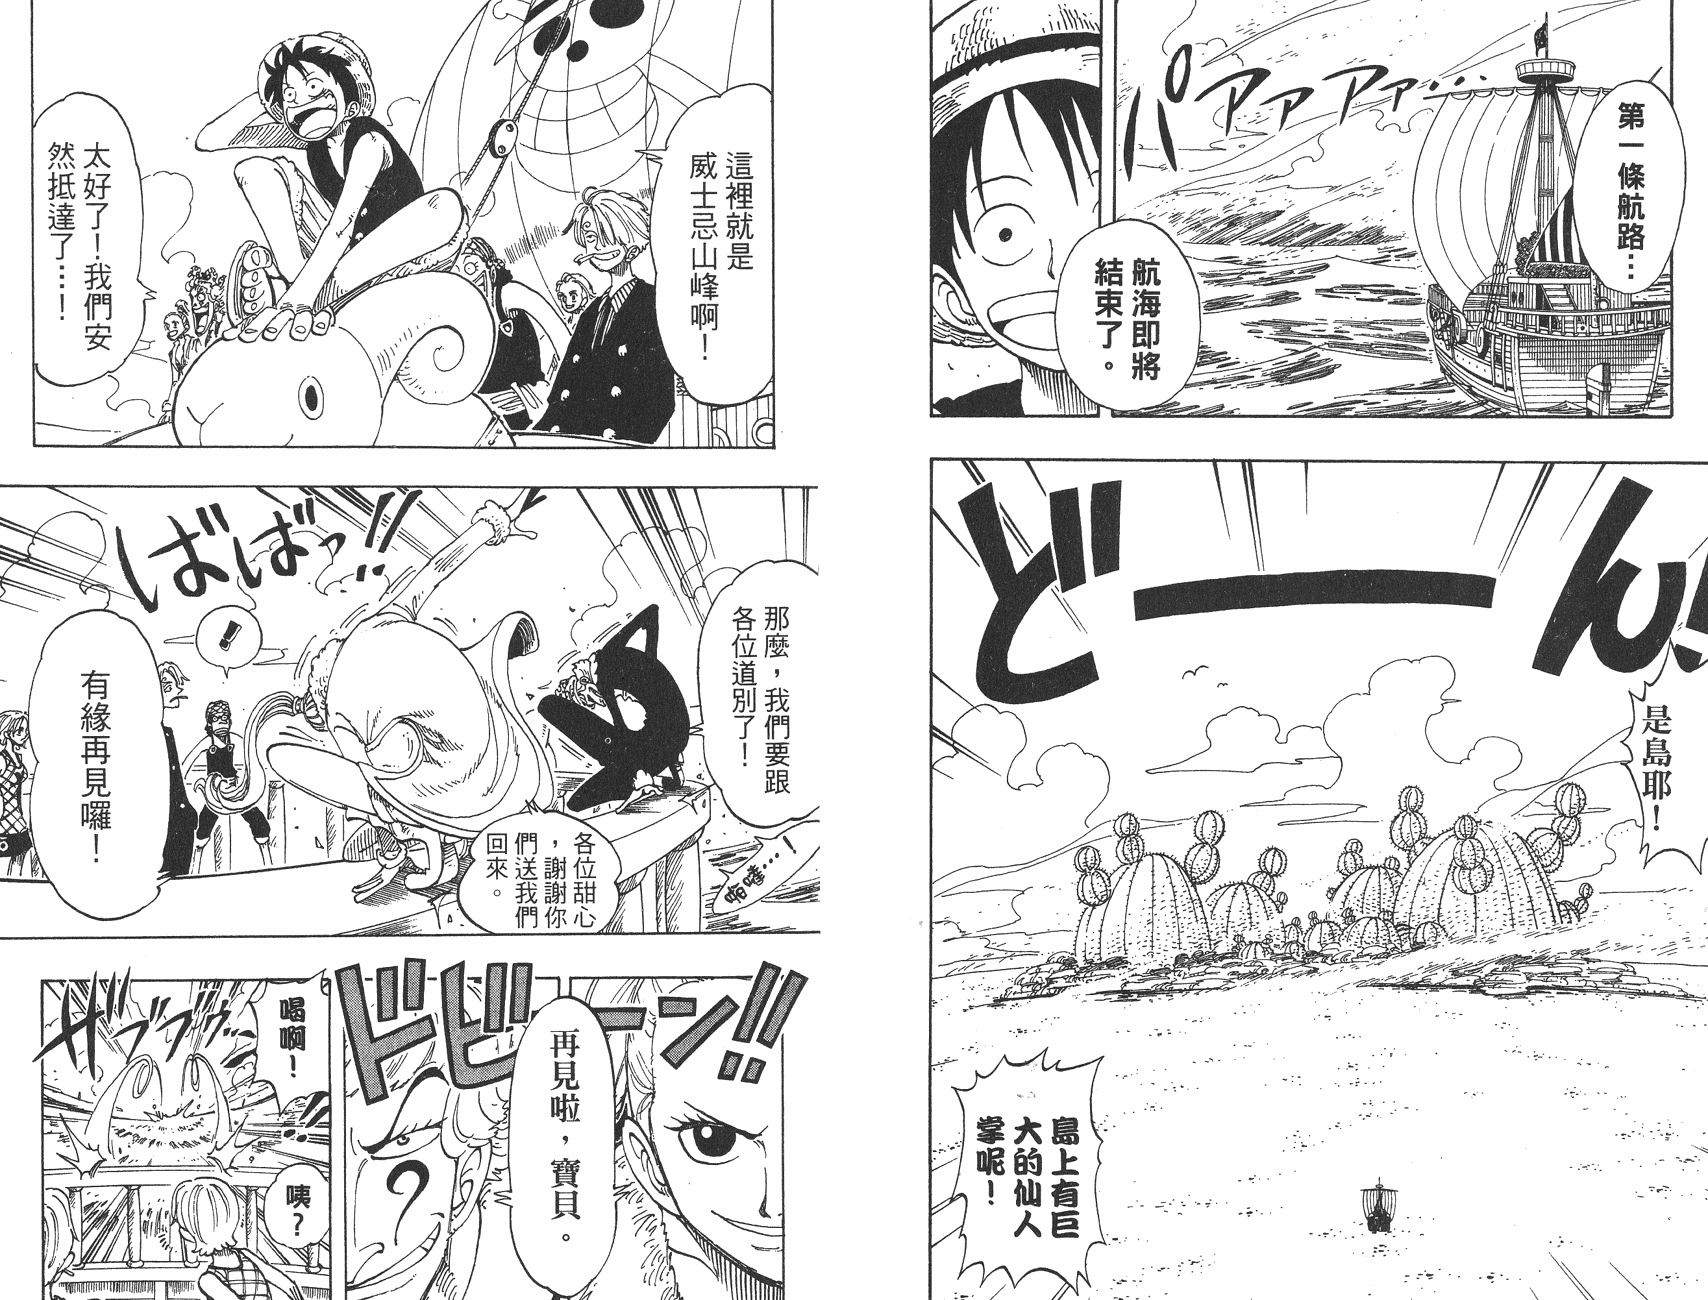 第一條航路…
パァァァァ…
航海即將
結束了。
どーん!!
是島耶！
島上有巨
大的仙人
掌呢！
這裡就是
威士忌山峰啊！
太好了！我們安
然抵達了…！
那麼，我們要跟
各位道別了！
ばばっ!!
！
有緣再見囉！
各位甜心
，謝謝你
們送我們
回來。
啪噠…！
ドビーン!!
再見啦，寶貝。
喝啊！
咦？